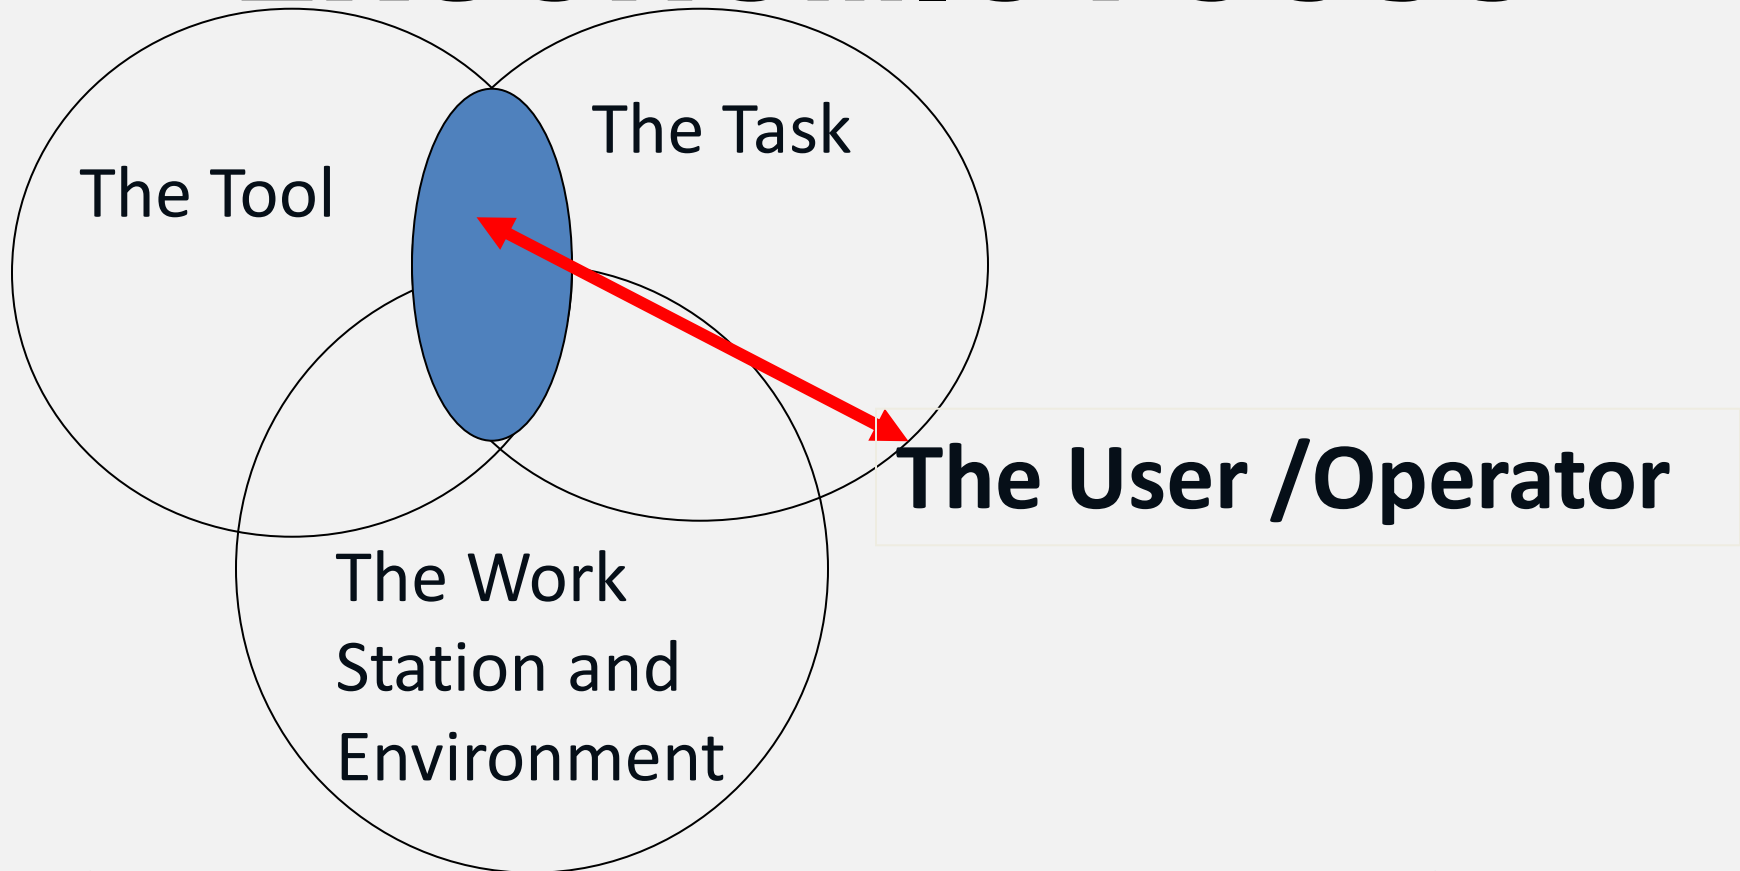 The Task
The Tool
The User /Operator
The Work
Station and
Environment